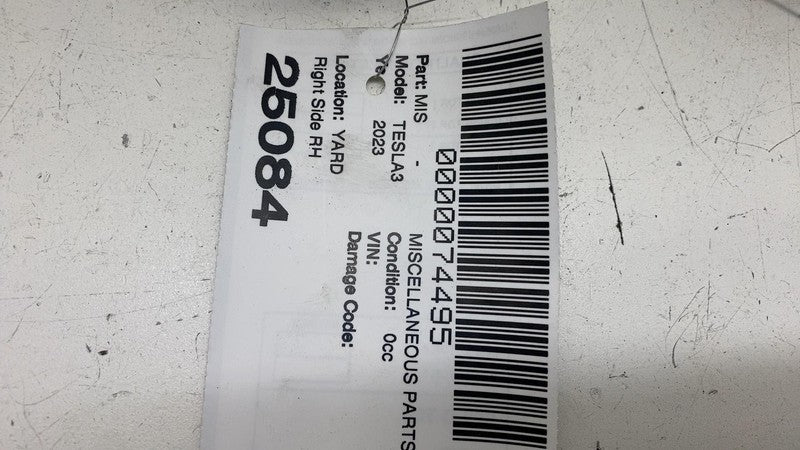 0000074495
Part: MIS - MISCELLANEOUS PARTS
Model: TESLA3 Condition: 0cc
Ye 2023 VIN:
Damage Code:
Location: YARD
Right Side RH
25084